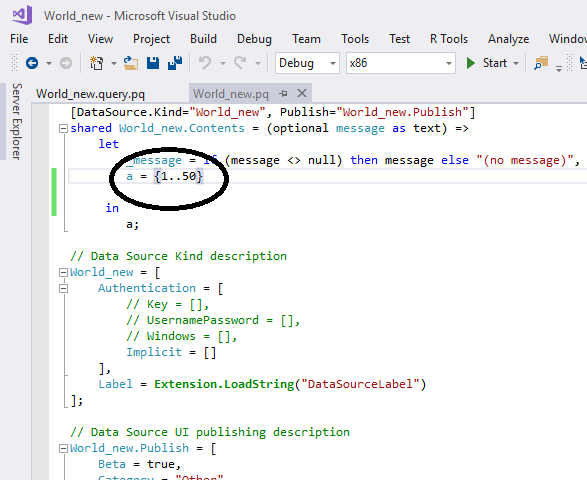 World_new - Microsoft Visual Studio
File Edit View Project Build Debug Team Tools Test R Tools Analyze Window
Debug x86 Start
Server Explorer
World_new.query.pq World_new.pq
[DataSource.Kind="World_new", Publish="World_new.Publish"]
shared World_new.Contents = (optional message as text) =>
let
_message = if (message <> null) then message else "(no message)",
a = {1..50}
in
a;
// Data Source Kind description
World_new = [
Authentication = [
// Key = [],
// UsernamePassword = [],
// Windows = [],
Implicit = []
],
Label = Extension.LoadString("DataSourceLabel")
];
// Data Source UI publishing description
World_new.Publish = [
Beta = true,
Category = "Other"